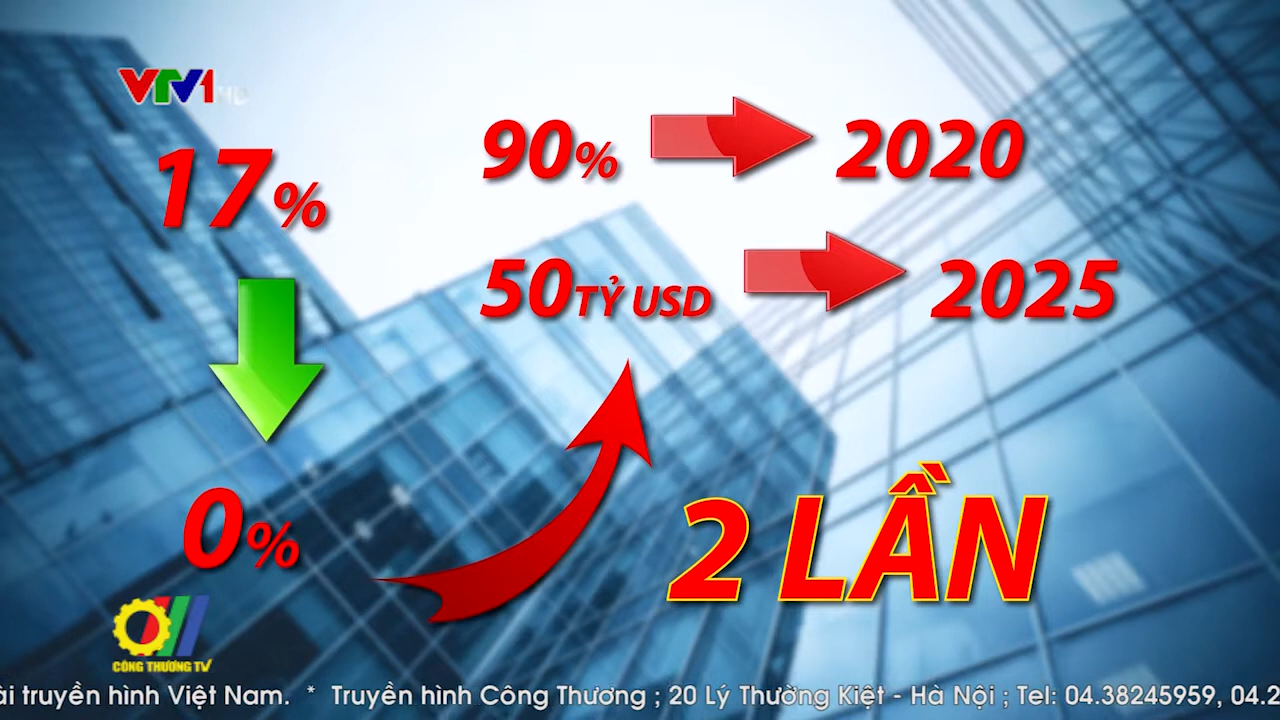 VTV1 HD
17%
90%
2020
50 TỶ USD
2025
0%
2 LẦN
CÔNG THƯƠNG TV
ài truyền hình Việt Nam. * Truyền hình Công Thương ; 20 Lý Thường Kiệt - Hà Nội ; Tel: 04.38245959, 04.2